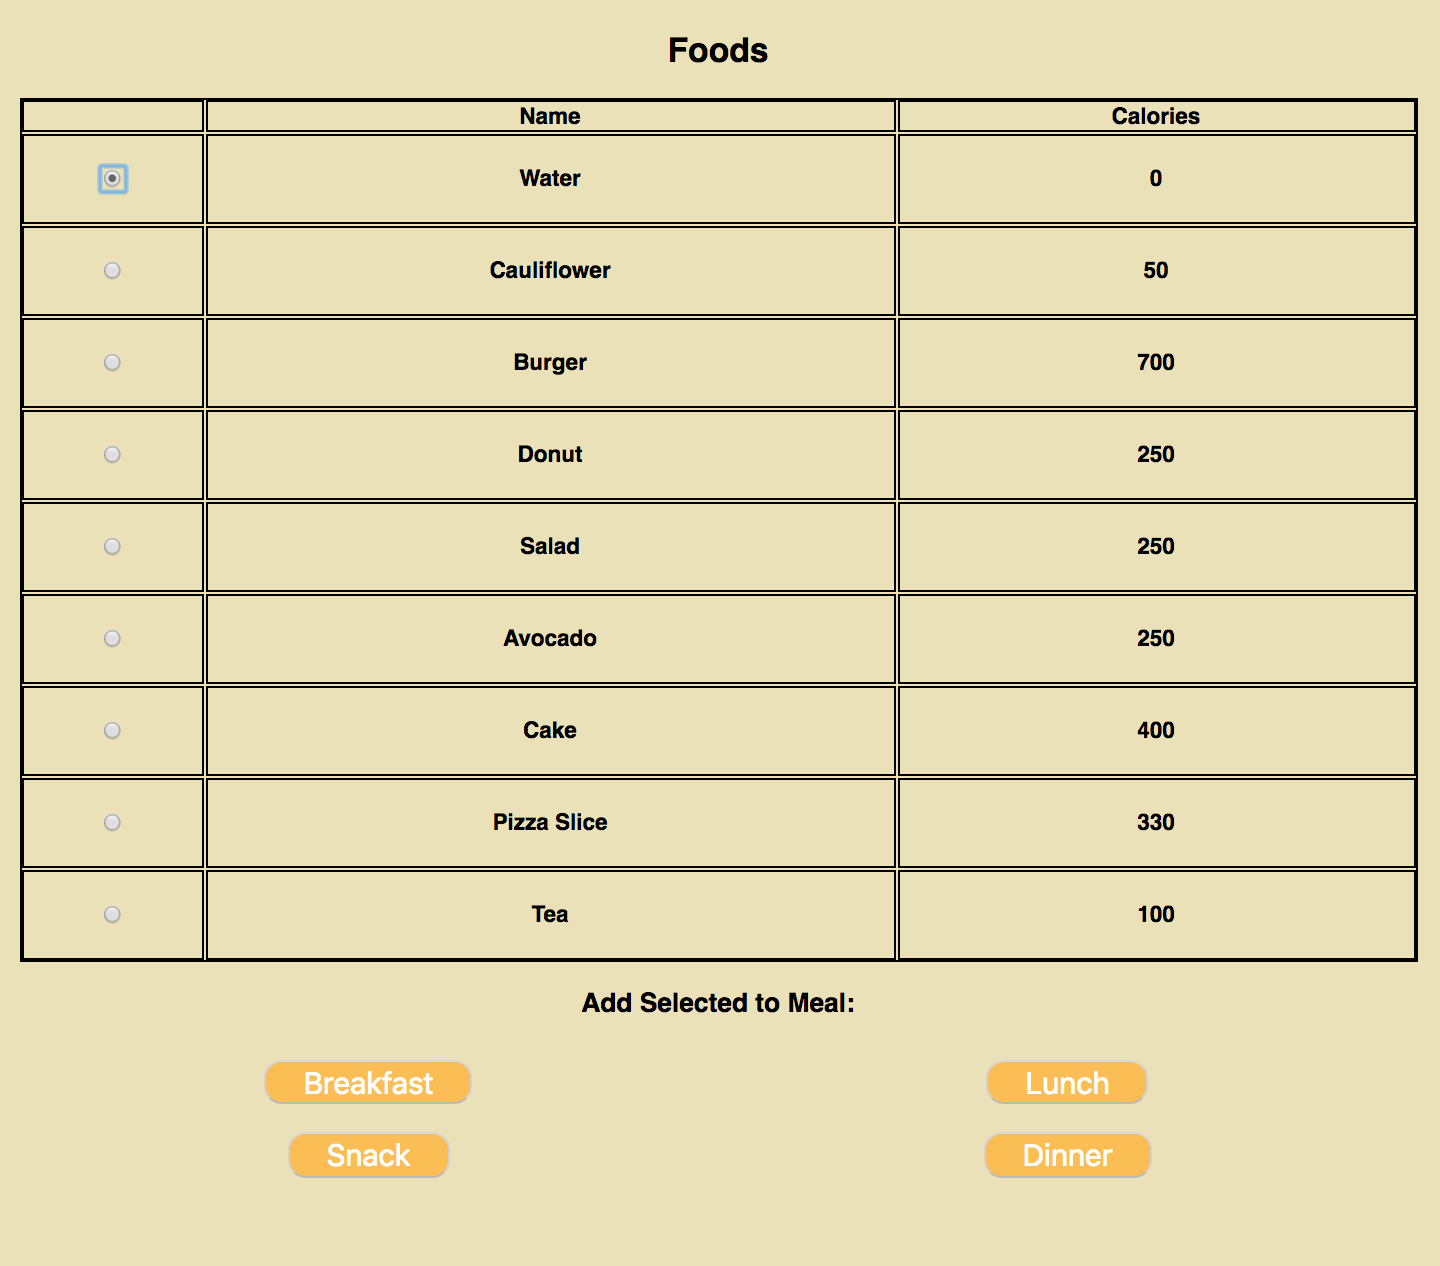 Foods
Name Calories
Water 0
Cauliflower 50
Burger 700
Donut 250
Salad 250
Avocado 250
Cake 400
Pizza Slice 330
Tea 100
Add Selected to Meal:
Breakfast Lunch
Snack Dinner